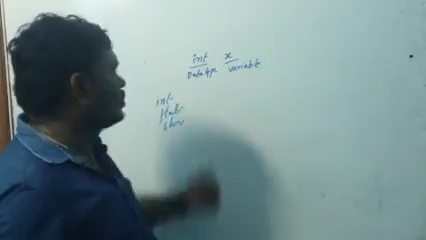 int x
Datatype variable
int
float
char